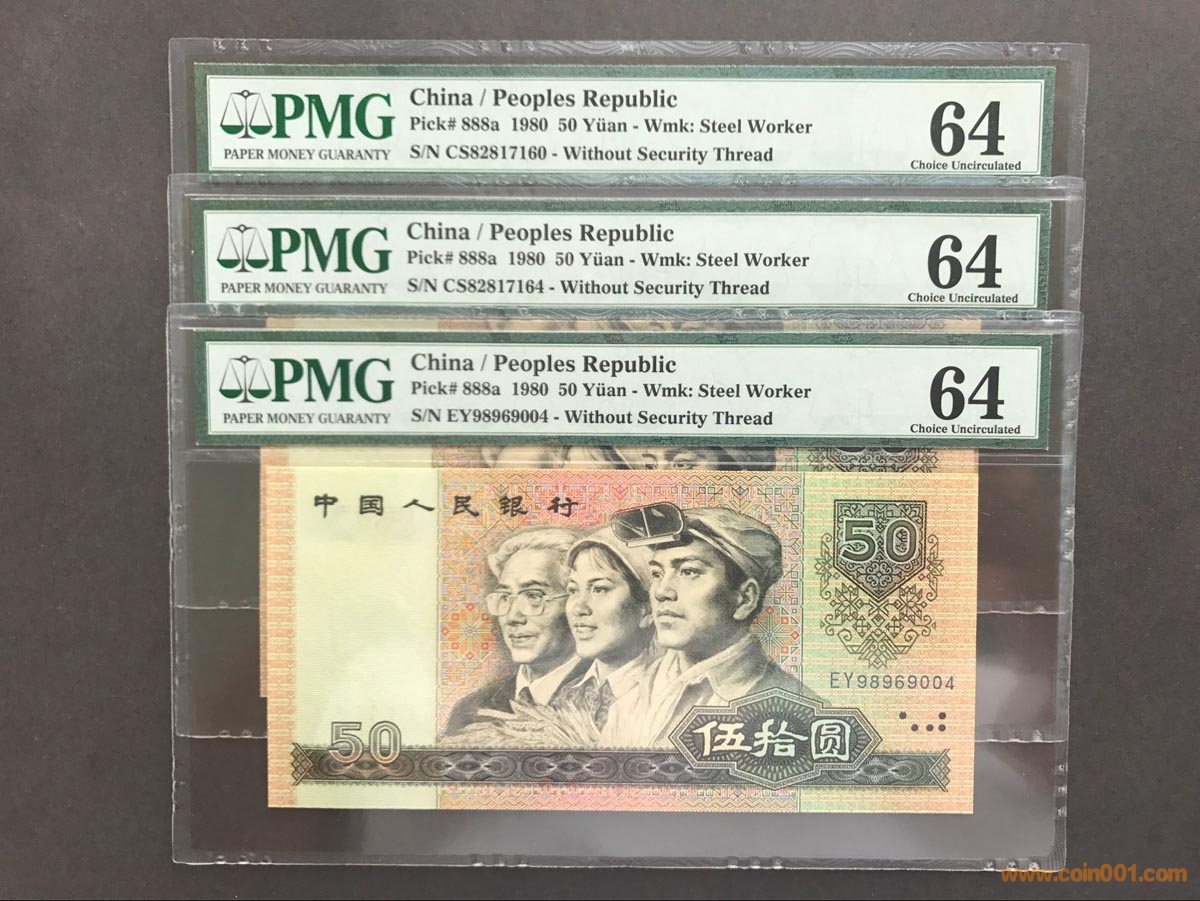 PMG
PAPER MONEY GUARANTY
China / Peoples Republic
Pick# 888a 1980 50 Yüan - Wmk: Steel Worker
S/N CS82817160 - Without Security Thread
64
Choice Uncirculated
PMG
PAPER MONEY GUARANTY
China / Peoples Republic
Pick# 888a 1980 50 Yüan - Wmk: Steel Worker
S/N CS82817164 - Without Security Thread
64
Choice Uncirculated
PMG
PAPER MONEY GUARANTY
China / Peoples Republic
Pick# 888a 1980 50 Yüan - Wmk: Steel Worker
S/N EY98969004 - Without Security Thread
64
Choice Uncirculated
中国人民银行
50
EY98969004
50
伍拾圆
www.coin001.com